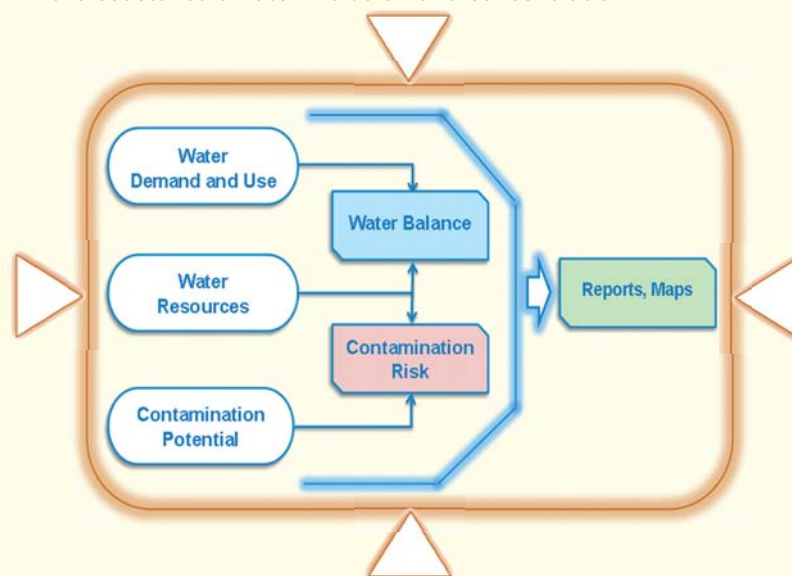 Water
Demand and Use
Water Balance
Water
Resources
Reports, Maps
Contamination
Risk
Contamination
Potential